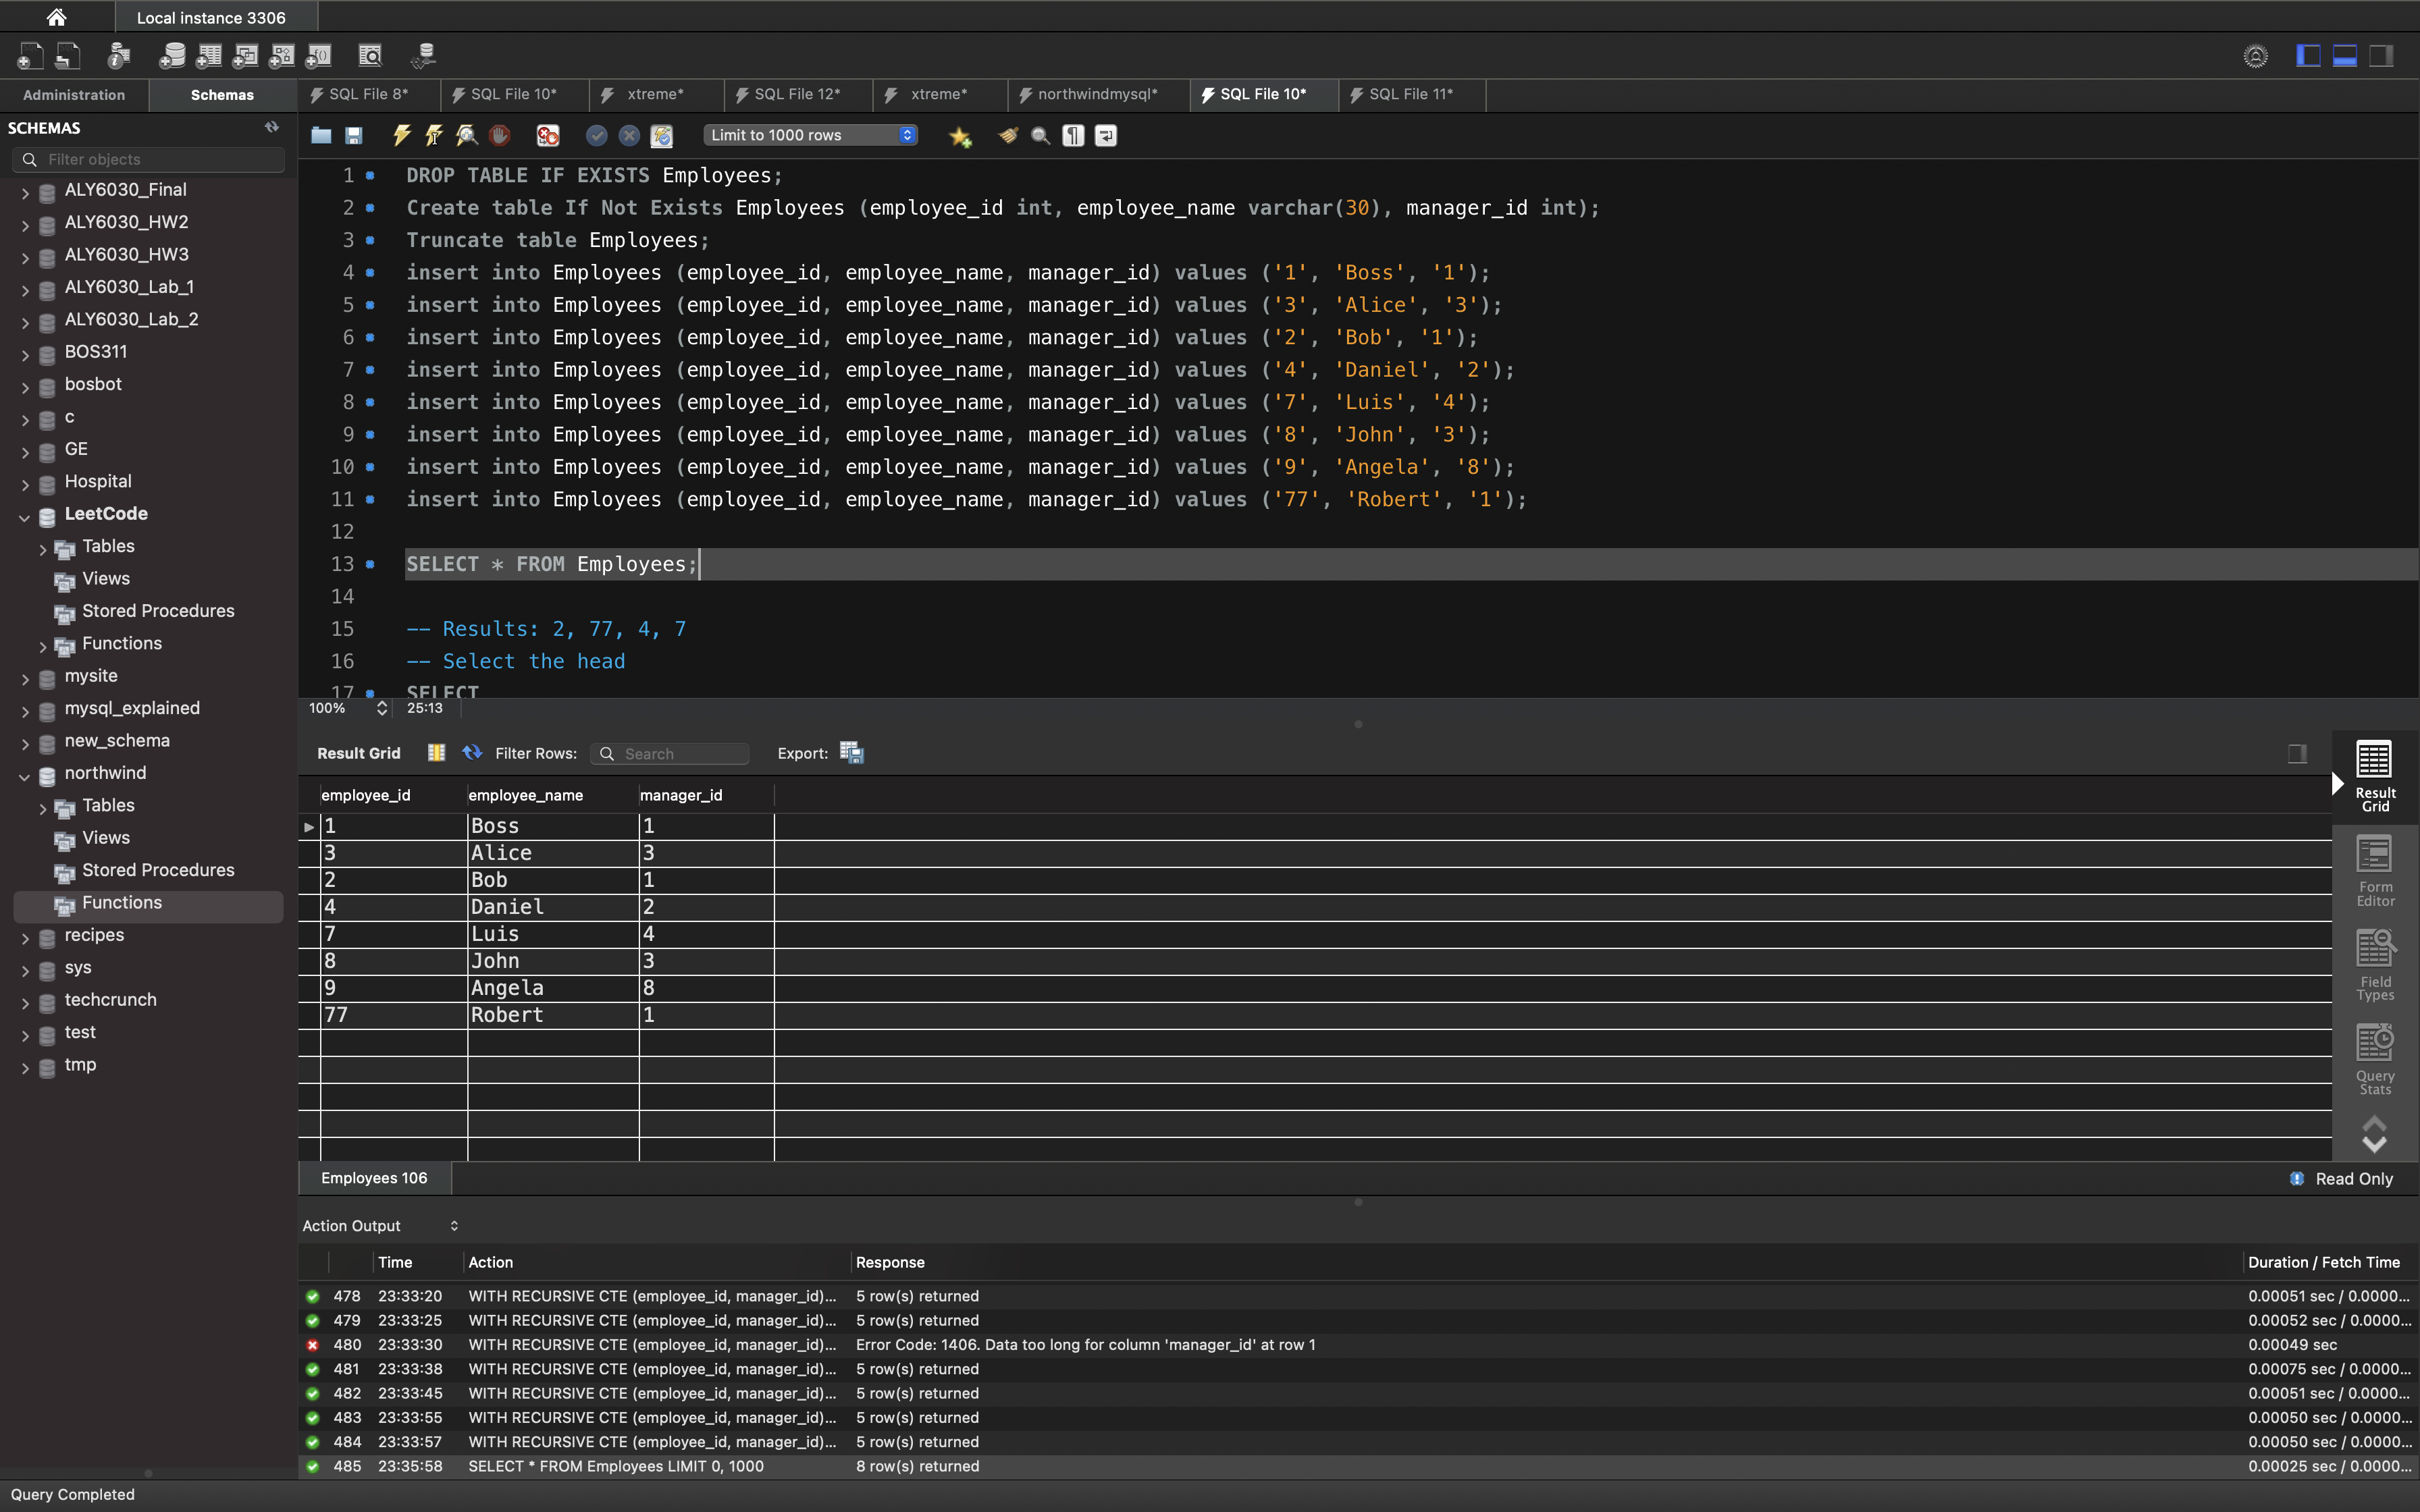 Local instance 3306
Administration
Schemas
SQL File 8*
SQL File 10*
xtreme*
SQL File 12*
xtreme*
northwindmysql*
SQL File 10*
SQL File 11*
SCHEMAS
Filter objects
ALY6030_Final
ALY6030_HW2
ALY6030_HW3
ALY6030_Lab_1
ALY6030_Lab_2
BOS311
bosbot
c
GE
Hospital
LeetCode
Tables
Views
Stored Procedures
Functions
mysite
mysql_explained
new_schema
northwind
Tables
Views
Stored Procedures
Functions
recipes
sys
techcrunch
test
tmp
Limit to 1000 rows
1 DROP TABLE IF EXISTS Employees;
2 Create table If Not Exists Employees (employee_id int, employee_name varchar(30), manager_id int);
3 Truncate table Employees;
4 insert into Employees (employee_id, employee_name, manager_id) values ('1', 'Boss', '1');
5 insert into Employees (employee_id, employee_name, manager_id) values ('3', 'Alice', '3');
6 insert into Employees (employee_id, employee_name, manager_id) values ('2', 'Bob', '1');
7 insert into Employees (employee_id, employee_name, manager_id) values ('4', 'Daniel', '2');
8 insert into Employees (employee_id, employee_name, manager_id) values ('7', 'Luis', '4');
9 insert into Employees (employee_id, employee_name, manager_id) values ('8', 'John', '3');
10 insert into Employees (employee_id, employee_name, manager_id) values ('9', 'Angela', '8');
11 insert into Employees (employee_id, employee_name, manager_id) values ('77', 'Robert', '1');
12
13 SELECT * FROM Employees;
14
15 -- Results: 2, 77, 4, 7
16 -- Select the head
17 SELECT
100% 25:13
Result Grid Filter Rows: Search Export:
employee_id employee_name manager_id
1 Boss 1
3 Alice 3
2 Bob 1
4 Daniel 2
7 Luis 4
8 John 3
9 Angela 8
77 Robert 1
Result
Grid
Form
Editor
Field
Types
Query
Stats
Employees 106
Read Only
Action Output
Time Action Response Duration / Fetch Time
478 23:33:20 WITH RECURSIVE CTE (employee_id, manager_id)... 5 row(s) returned 0.00051 sec / 0.0000...
479 23:33:25 WITH RECURSIVE CTE (employee_id, manager_id)... 5 row(s) returned 0.00052 sec / 0.0000...
480 23:33:30 WITH RECURSIVE CTE (employee_id, manager_id)... Error Code: 1406. Data too long for column 'manager_id' at row 1 0.00049 sec
481 23:33:38 WITH RECURSIVE CTE (employee_id, manager_id)... 5 row(s) returned 0.00075 sec / 0.0000...
482 23:33:45 WITH RECURSIVE CTE (employee_id, manager_id)... 5 row(s) returned 0.00051 sec / 0.0000...
483 23:33:55 WITH RECURSIVE CTE (employee_id, manager_id)... 5 row(s) returned 0.00050 sec / 0.0000...
484 23:33:57 WITH RECURSIVE CTE (employee_id, manager_id)... 5 row(s) returned 0.00050 sec / 0.0000...
485 23:35:58 SELECT * FROM Employees LIMIT 0, 1000 8 row(s) returned 0.00025 sec / 0.0000...
Query Completed